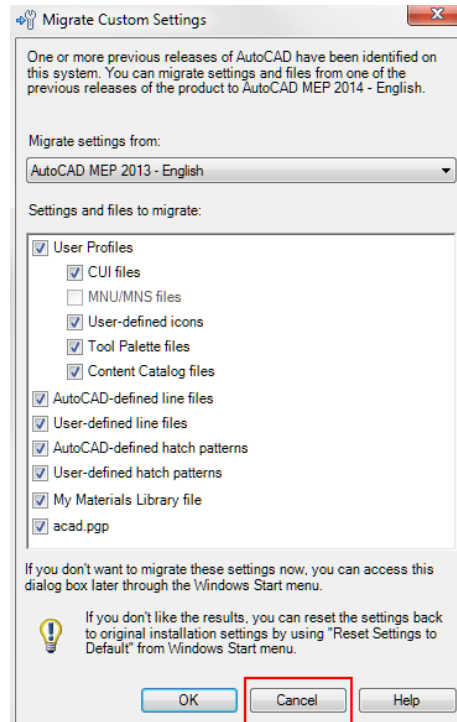 Migrate Custom Settings
One or more previous releases of AutoCAD have been identified on
this system. You can migrate settings and files from one of the
previous releases of the product to AutoCAD MEP 2014 - English.
Migrate settings from:
AutoCAD MEP 2013 - English
Settings and files to migrate:
User Profiles
CUI files
MNU/MNS files
User-defined icons
Tool Palette files
Content Catalog files
AutoCAD-defined line files
User-defined line files
AutoCAD-defined hatch patterns
User-defined hatch patterns
My Materials Library file
acad.pgp
If you don't want to migrate these settings now, you can access this
dialog box later through the Windows Start menu.
If you don't like the results, you can reset the settings back
to original installation settings by using "Reset Settings to
Default" from Windows Start menu.
OK Cancel Help